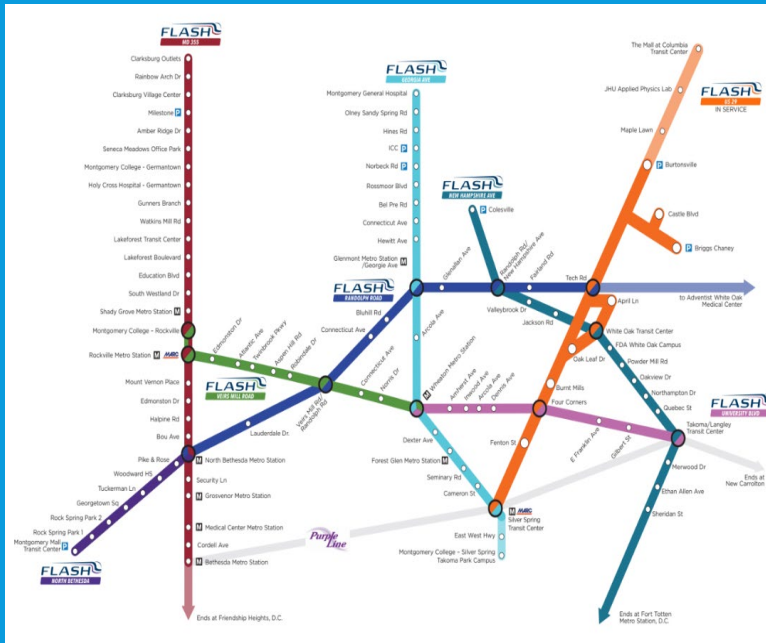 FLASH
MD 355
Clarksburg Outlets
Rainbow Arch Dr
Clarksburg Village Center
Milestone P
Amber Ridge Dr
Seneca Meadows Office Park
Montgomery College - Germantown
Holy Cross Hospital - Germantown
Gunners Branch
Watkins Mill Rd
Lakeforest Transit Center
Lakeforest Boulevard
Education Blvd
South Westland Dr
Shady Grove Metro Station M
Montgomery College - Rockville
Rockville Metro Station M MARC
Mount Vernon Place
Edmonston Dr
Halpine Rd
Bou Ave
M North Bethesda Metro Station
Security Ln
M Grosvenor Metro Station
M Medical Center Metro Station
Cordell Ave
M Bethesda Metro Station
Ends at Friendship Heights, D.C.
Pike & Rose
Woodward HS
Tuckerman Ln
Georgetown Sq
Rock Spring Park 2
Rock Spring Park 1
Montgomery Mall
Transit Center P
FLASH
NORTH BETHESDA
FLASH
VEIRS MILL ROAD
Edmonston Dr
Atlantic Ave
Twinbrook Pkwy
Aspen Hill Rd
Robindale Dr
Veirs Mill Rd/
Randolph Rd
Connecticut Ave
Norris Dr
M Wheaton Metro Station
FLASH
RANDOLPH ROAD
Lauderdale Dr.
Connecticut Ave
Bluhill Rd
Glenallan Ave
Randolph Rd/
New Hampshire Ave
Fairland Rd
Tech Rd
to Adventist White Oak
Medical Center
FLASH
GEORGIA AVE
Montgomery General Hospital
Olney Sandy Spring Rd
Hines Rd
ICC P
Norbeck Rd P
Rossmoor Blvd
Bel Pre Rd
Connecticut Ave
Hewitt Ave
Glenmont Metro Station
/Georgia Ave M
Arcola Ave
Dexter Ave
Forest Glen Metro Station M
Seminary Rd
Cameron St
M MARC
Silver Spring
Transit Center
East West Hwy
Montgomery College - Silver Spring
Takoma Park Campus
FLASH
NEW HAMPSHIRE AVE
P Colesville
Valleybrook Dr
Jackson Rd
White Oak Transit Center
FDA White Oak Campus
Powder Mill Rd
Oakview Dr
Northampton Dr
Quebec St
Takoma/Langley
Transit Center
Merwood Dr
Ethan Allen Ave
Sheridan St
Ends at Fort Totten
Metro Station, D.C.
FLASH
US 29
IN SERVICE
The Mall at Columbia
Transit Center
JHU Applied Physics Lab
Maple Lawn
P Burtonsville
Castle Blvd
P Briggs Chaney
April Ln
Oak Leaf Dr
Burnt Mills
Four Corners
Fenton St
FLASH
UNIVERSITY BLVD
Amherst Ave
Inwood Ave
Arcola Ave
Dennis Ave
E Franklin Ave
Gilbert St
Purple
Line
Ends at
New Carrolton